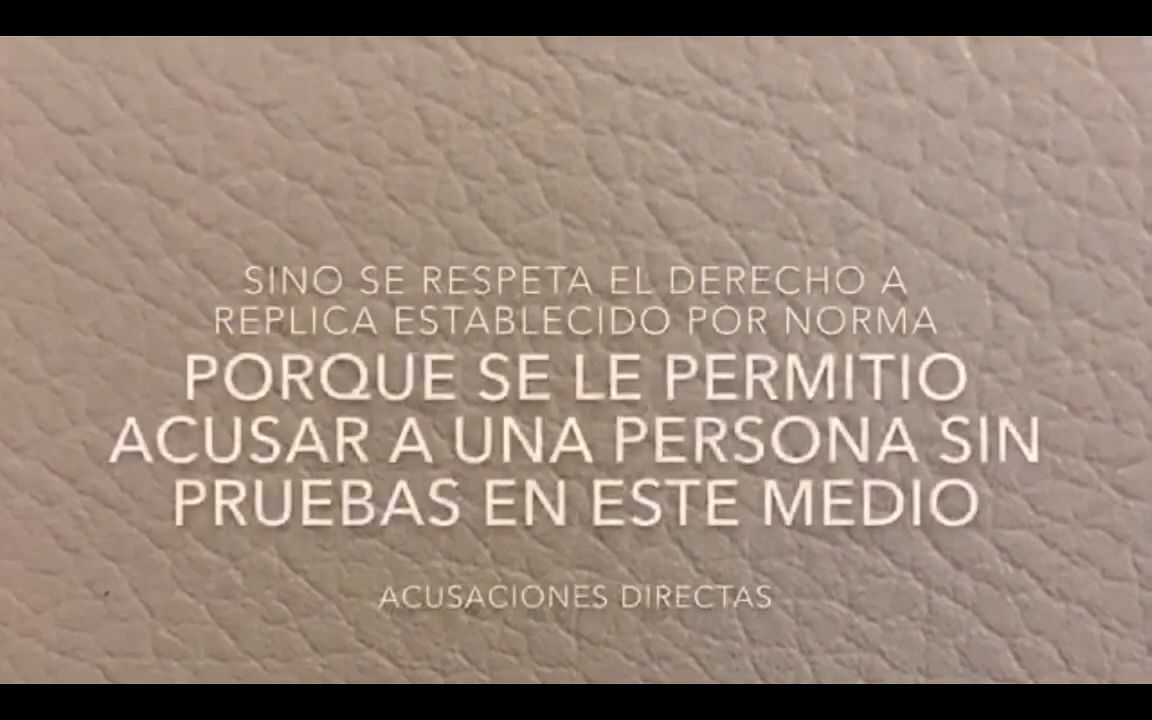 SINO SE RESPETA EL DERECHO A
REPLICA ESTABLECIDO POR NORMA
PORQUE SE LE PERMITIO
ACUSAR A UNA PERSONA SIN
PRUEBAS EN ESTE MEDIO
ACUSACIONES DIRECTAS